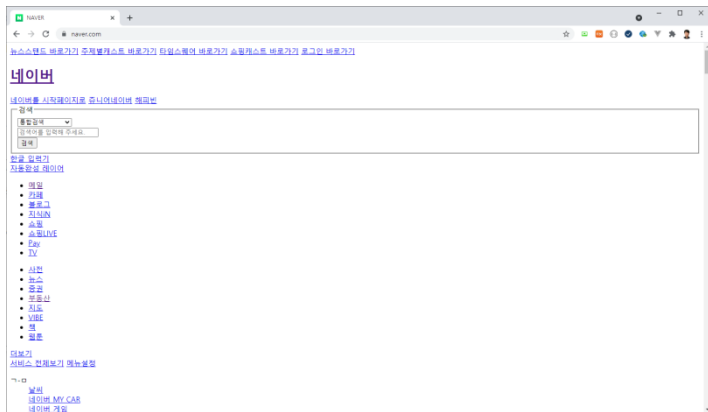 NAVER
naver.com
뉴스스탠드 바로가기 주제별캐스트 바로가기 타임스퀘어 바로가기 쇼핑캐스트 바로가기 로그인 바로가기
네이버
네이버를 시작페이지로 쥬니어네이버 해피빈
검색
통합검색
검색어를 입력해 주세요.
검색
한글 입력기
자동완성 레이어
메일
카페
블로그
지식iN
쇼핑
쇼핑LIVE
Pay
TV
사전
뉴스
증권
부동산
지도
VIBE
책
웹툰
더보기
서비스 전체보기 메뉴설정
ㄱ-ㅁ
날씨
네이버 MY CAR
네이버 게임